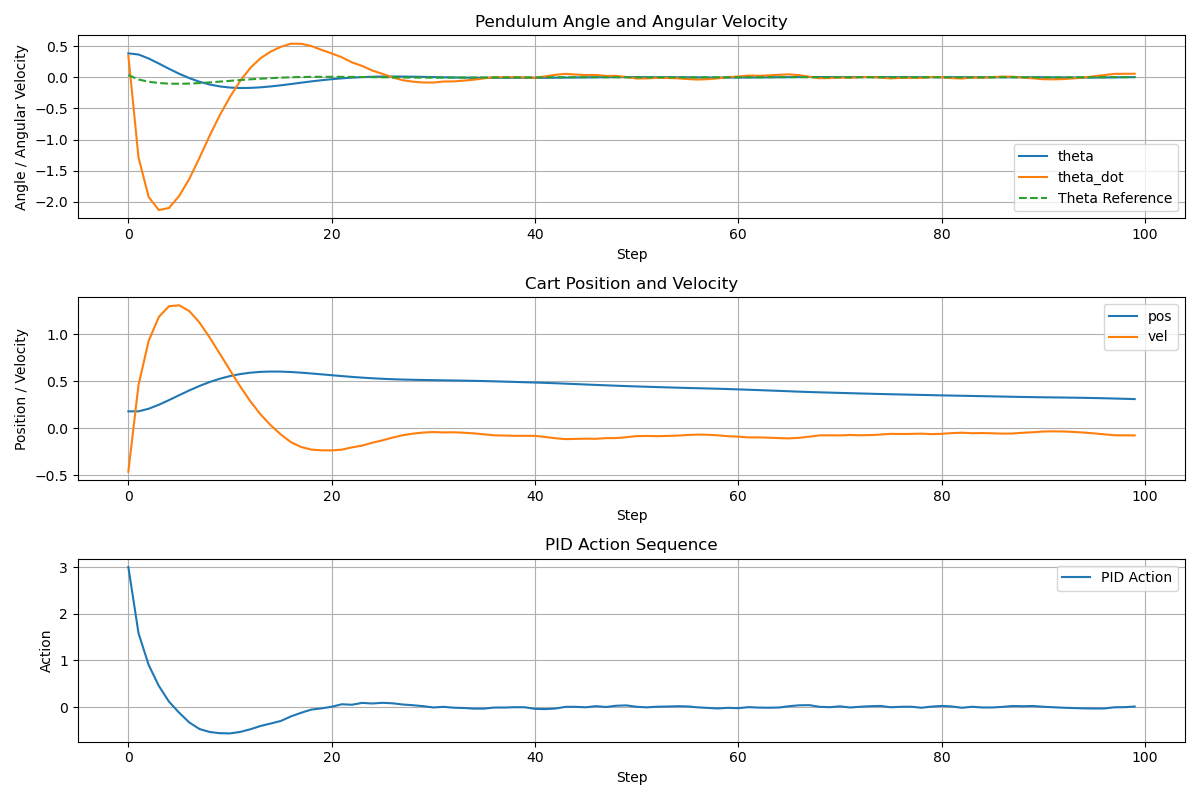 Pendulum Angle and Angular Velocity
Angle / Angular Velocity
0.5
0.0
−0.5
−1.0
−1.5
−2.0
theta
theta_dot
Theta Reference
0 20 40 60 80 100
Step
Cart Position and Velocity
Position / Velocity
1.0
0.5
0.0
−0.5
pos
vel
0 20 40 60 80 100
Step
PID Action Sequence
Action
3
2
1
0
PID Action
0 20 40 60 80 100
Step